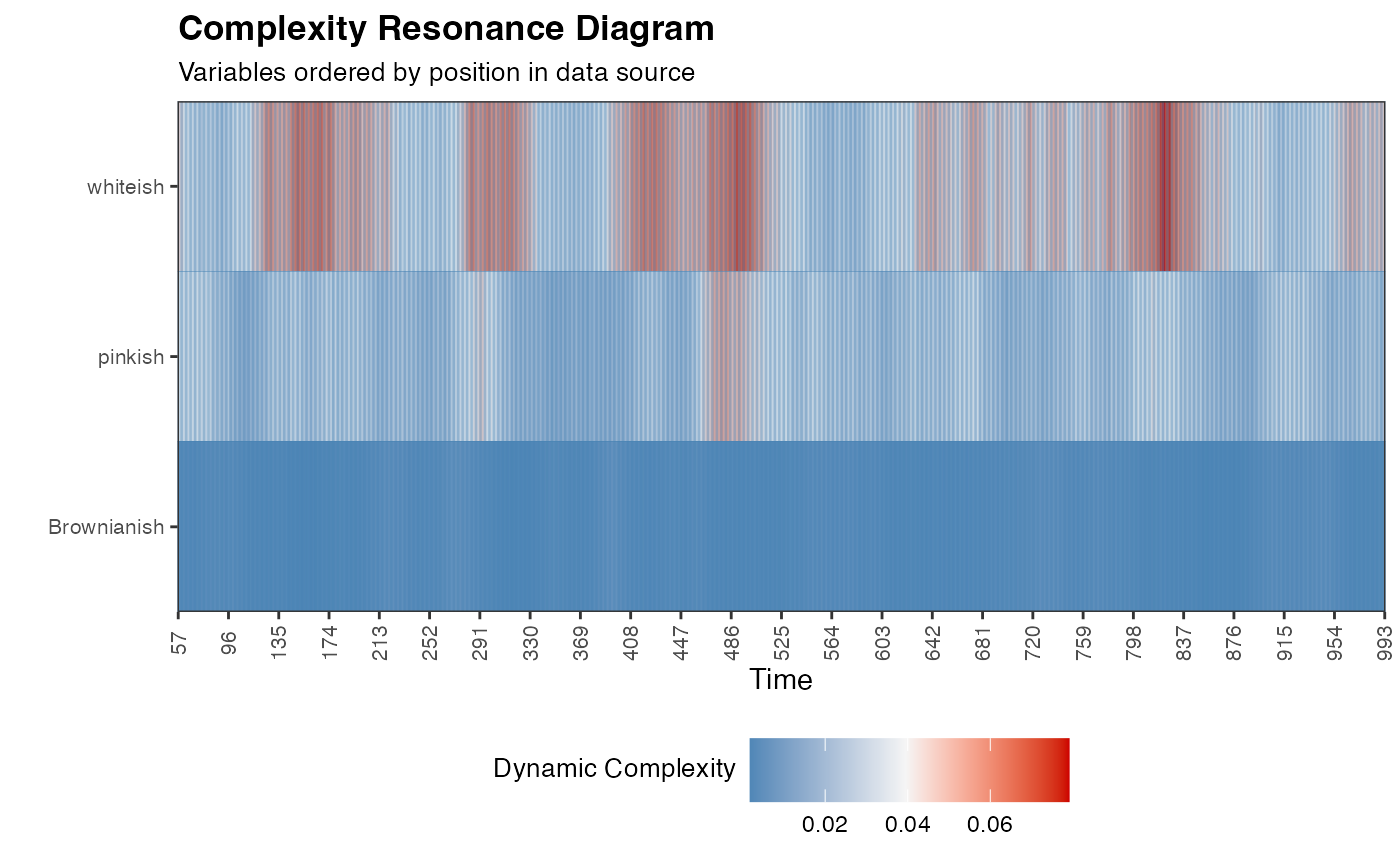 Complexity Resonance Diagram
Variables ordered by position in data source
whiteish
pinkish
Brownianish
57 96 135 174 213 252 291 330 369 408 447 486 525 564 603 642 681 720 759 798 837 876 915 954 993
Time
Dynamic Complexity
0.02 0.04 0.06